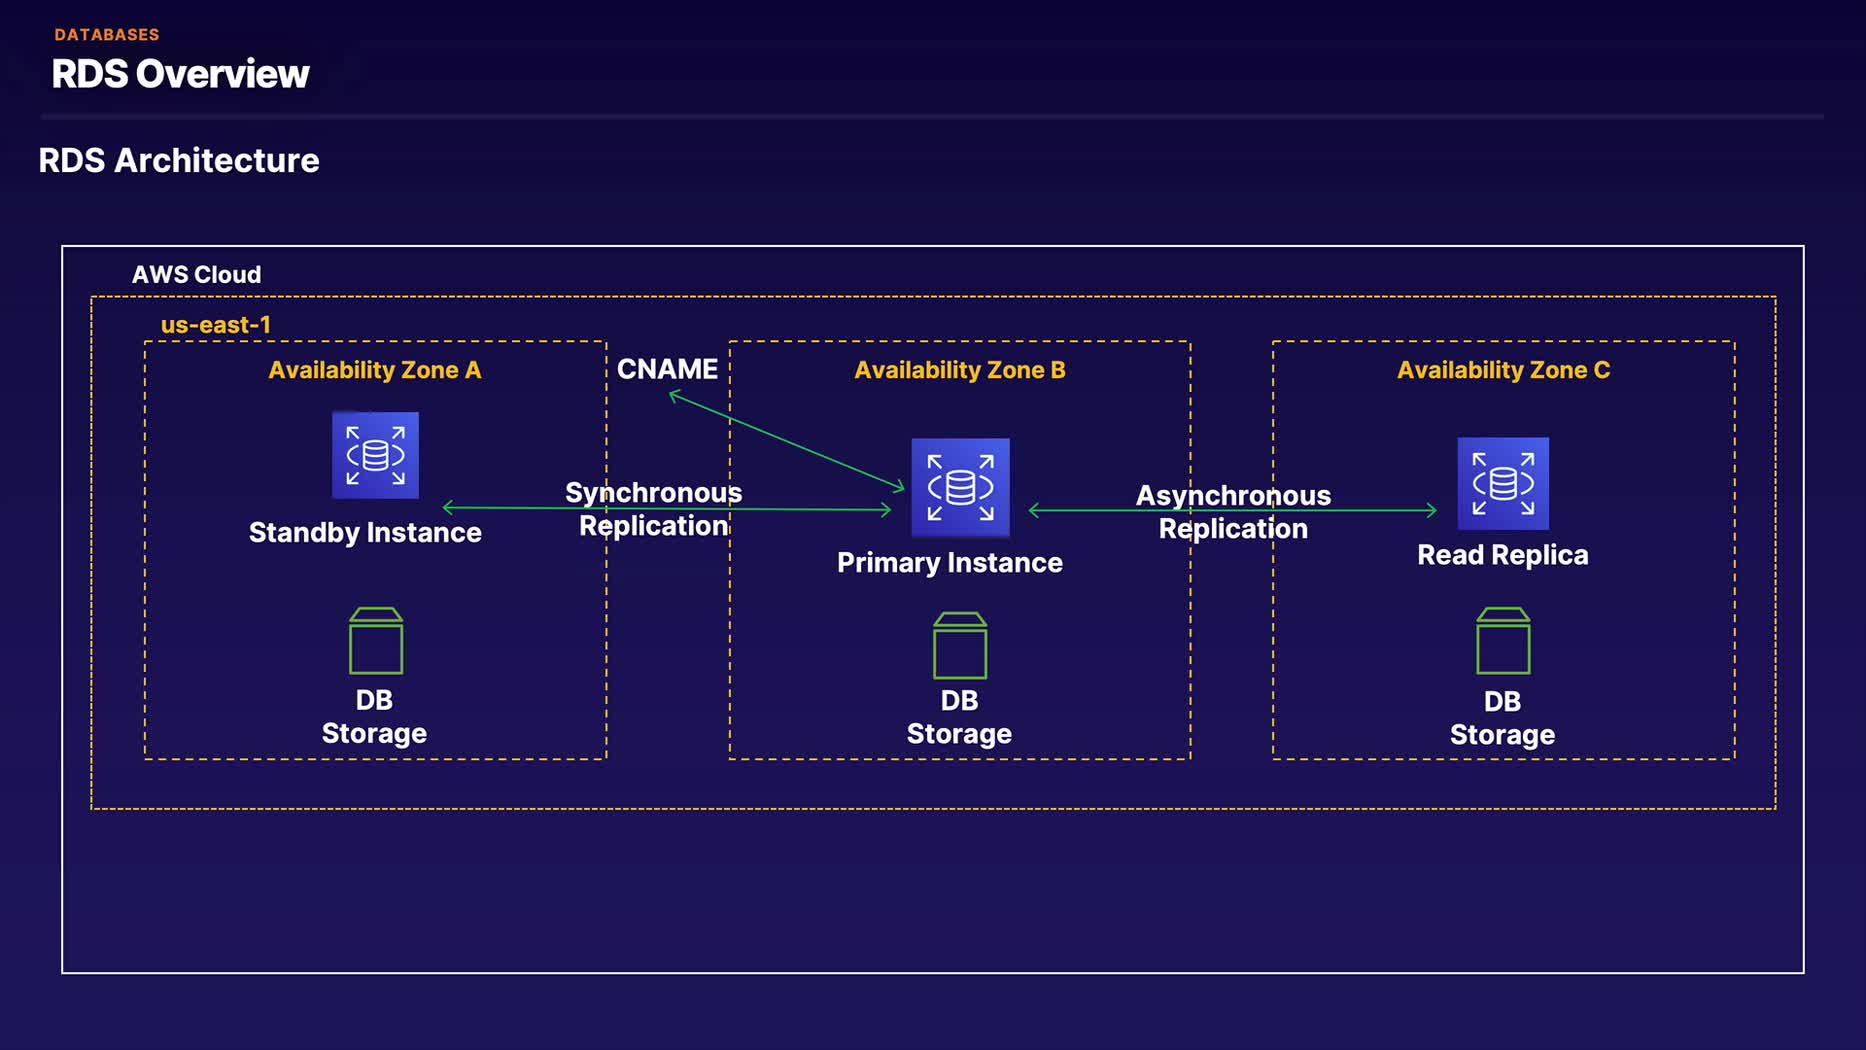 DATABASES
RDS Overview
RDS Architecture
AWS Cloud
us-east-1
Availability Zone A
CNAME
Availability Zone B
Availability Zone C
Synchronous
Replication
Asynchronous
Replication
Standby Instance
Primary Instance
Read Replica
DB
Storage
DB
Storage
DB
Storage